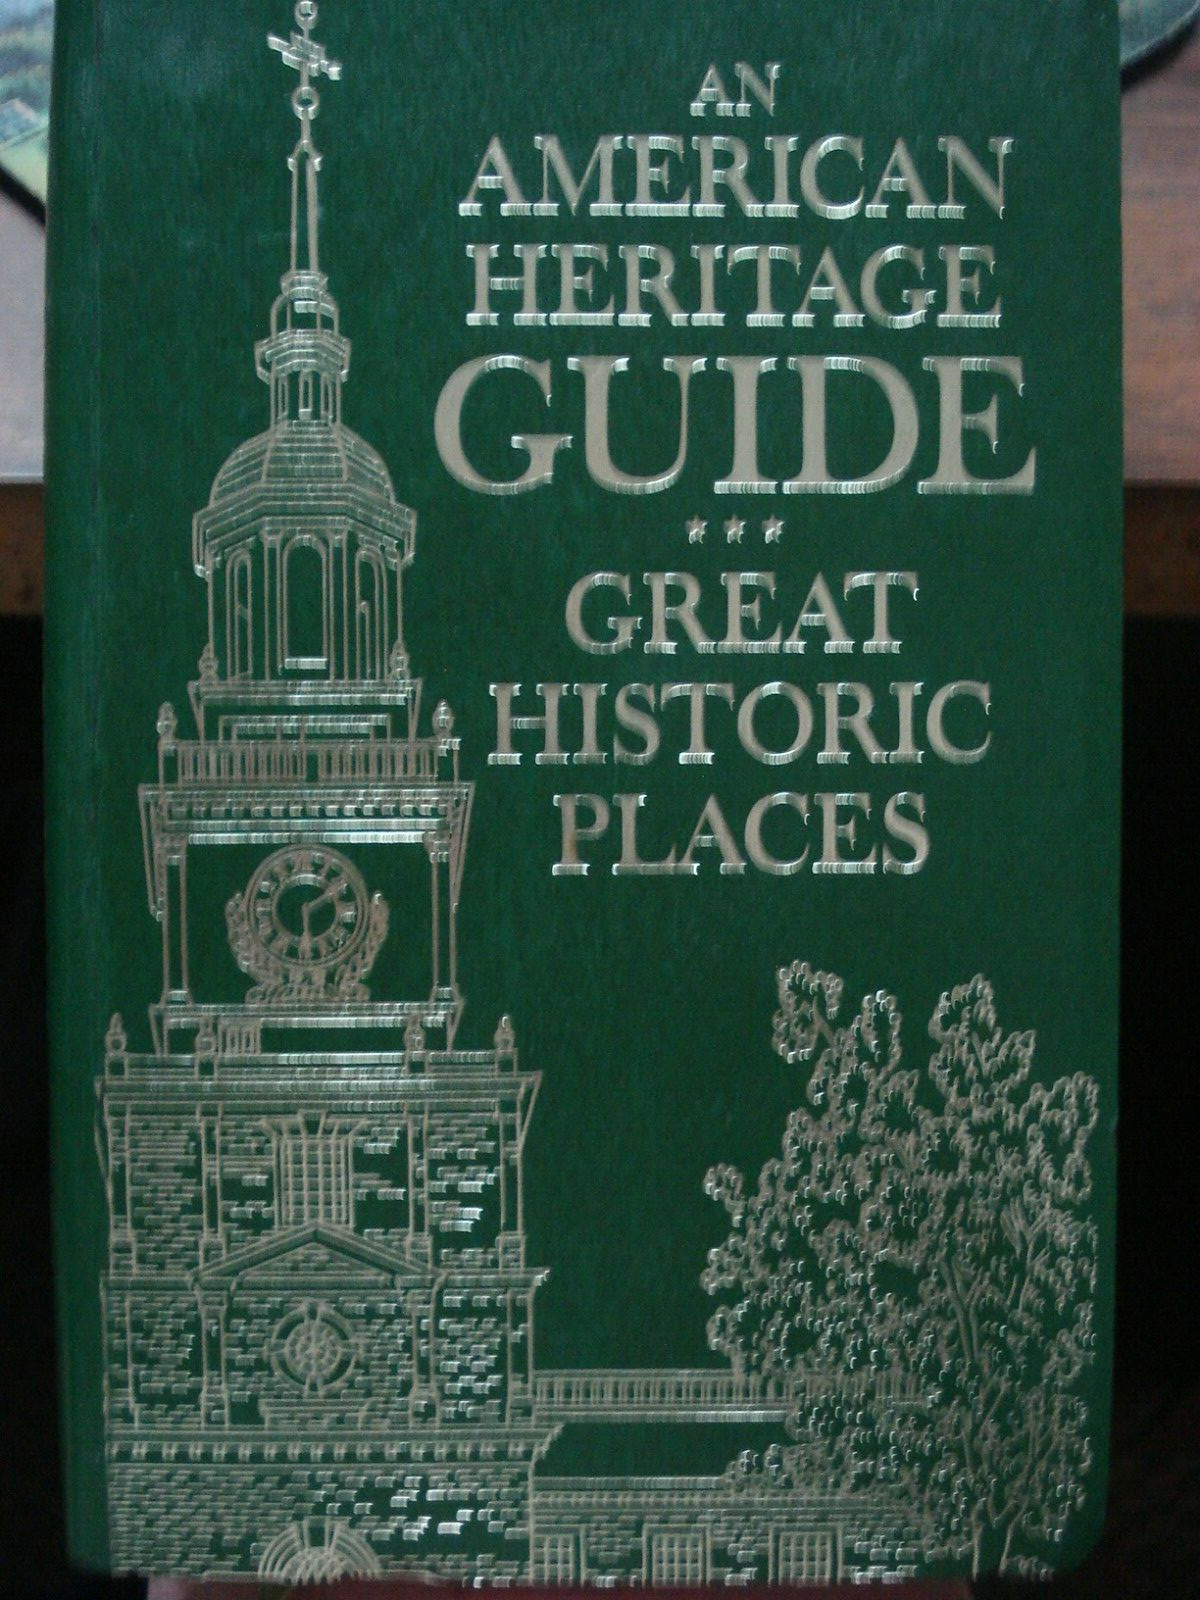 AN
AMERICAN
HERITAGE
GUIDE
GREAT
HISTORIC
PLACES